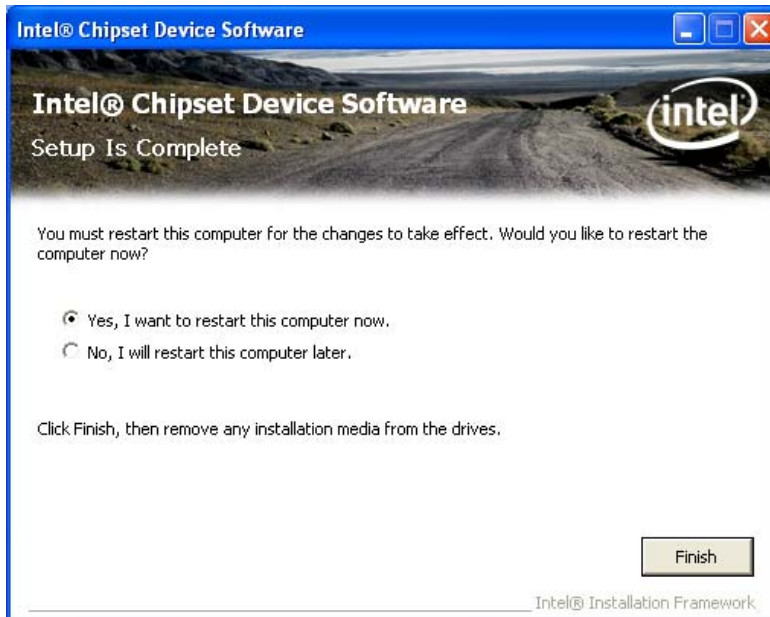 Intel® Chipset Device Software
Intel® Chipset Device Software
intel
Setup Is Complete
You must restart this computer for the changes to take effect. Would you like to restart the
computer now?
Yes, I want to restart this computer now.
No, I will restart this computer later.
Click Finish, then remove any installation media from the drives.
Finish
Intel® Installation Framework